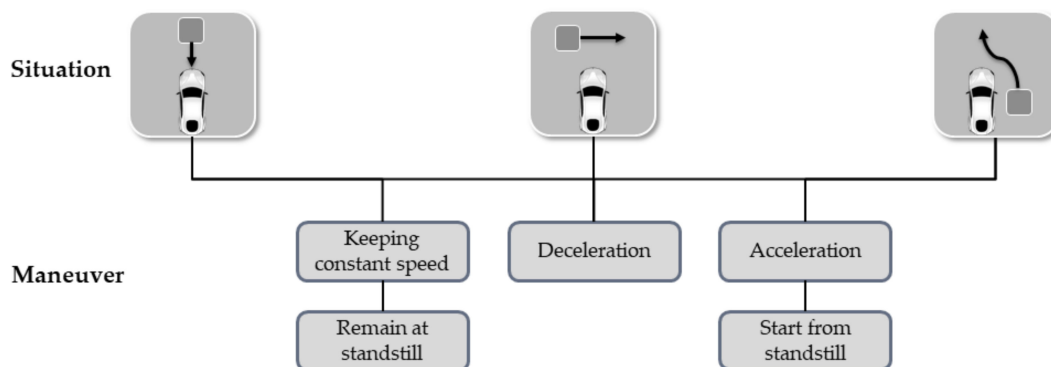 Situation
Maneuver
Keeping
constant speed
Deceleration
Acceleration
Remain at
standstill
Start from
standstill